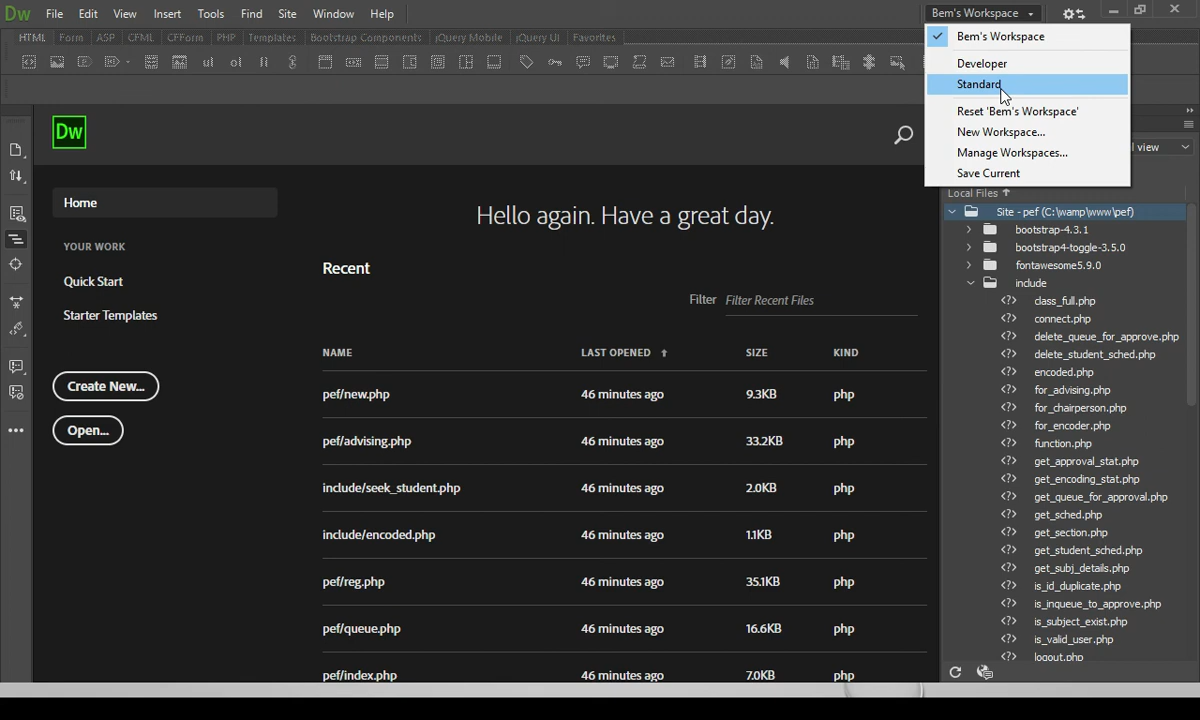 Dw File Edit View Insert Tools Find Site Window Help Bem's Workspace
HTML Form ASP CFML CFForm PHP Templates Bootstrap Components jQuery Mobile jQuery UI Favorites
Bem's Workspace
Developer
Standard
Reset 'Bem's Workspace'
New Workspace...
Manage Workspaces...
Save Current
Dw
view
Home
YOUR WORK
Quick Start
Starter Templates
Create New...
Open...
Hello again. Have a great day.
Recent
Filter Filter Recent Files
NAME LAST OPENED SIZE KIND
pef/new.php 46 minutes ago 9.3KB php
pef/advising.php 46 minutes ago 33.2KB php
include/seek_student.php 46 minutes ago 2.0KB php
include/encoded.php 46 minutes ago 1.1KB php
pef/reg.php 46 minutes ago 35.1KB php
pef/queue.php 46 minutes ago 16.6KB php
pef/index.php 46 minutes ago 7.0KB php
Local Files
Site - pef (C:\wamp\www\pef)
bootstrap-4.3.1
bootstrap4-toggle-3.5.0
fontawesome5.9.0
include
class_full.php
connect.php
delete_queue_for_approve.php
delete_student_sched.php
encoded.php
for_advising.php
for_chairperson.php
for_encoder.php
function.php
get_approval_stat.php
get_encoding_stat.php
get_queue_for_approval.php
get_sched.php
get_section.php
get_student_sched.php
get_subj_details.php
is_id_duplicate.php
is_inqueue_to_approve.php
is_subject_exist.php
is_valid_user.php
logout.php